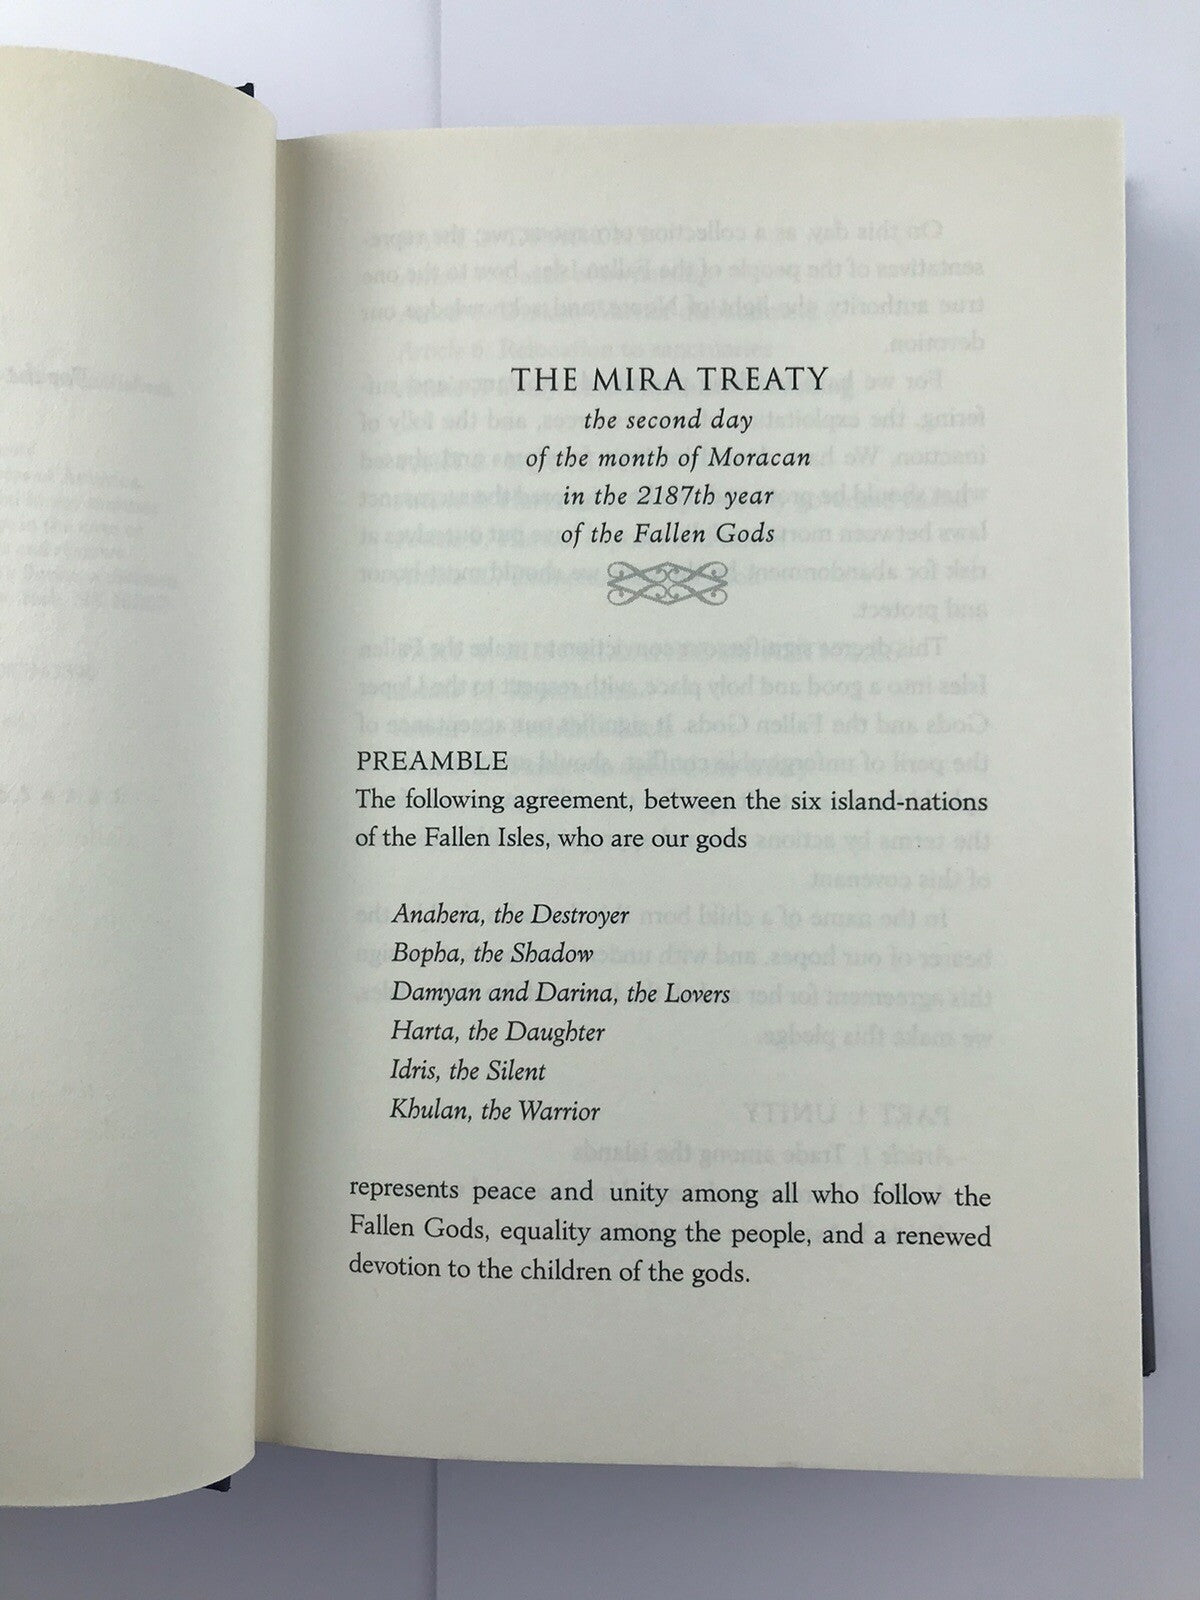 THE MIRA TREATY
the second day
of the month of Moracan
in the 2187th year
of the Fallen Gods
PREAMBLE
The following agreement, between the six island-nations
of the Fallen Isles, who are our gods
Anahera, the Destroyer
Bopha, the Shadow
Damyan and Darina, the Lovers
Harta, the Daughter
Idris, the Silent
Khulan, the Warrior
represents peace and unity among all who follow the
Fallen Gods, equality among the people, and a renewed
devotion to the children of the gods.